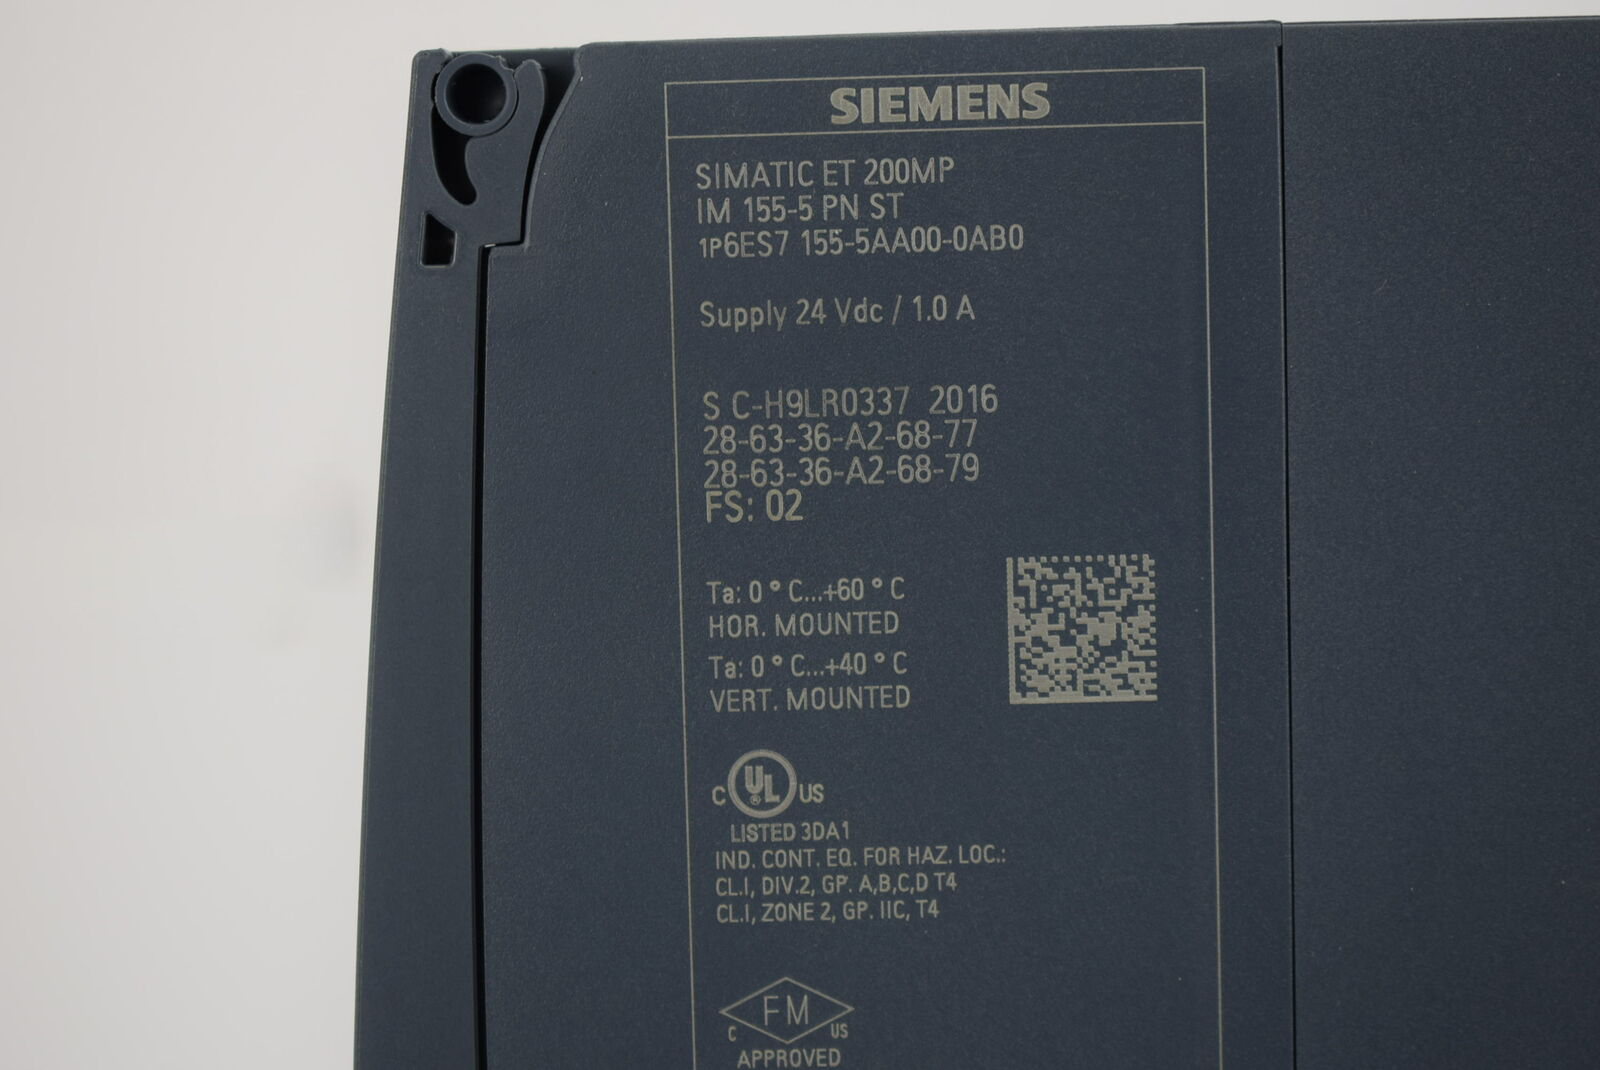 SIEMENS
SIMATIC ET 200MP
IM 155-5 PN ST
1P6ES7 155-5AA00-0AB0
Supply 24 Vdc / 1.0 A
S C-H9LR0337 2016
28-63-36-A2-68-77
28-63-36-A2-68-79
FS: 02
Ta: 0 ° C...+60 ° C
HOR. MOUNTED
Ta: 0 ° C...+40 ° C
VERT. MOUNTED
C UL ® US
LISTED 3DA1
IND. CONT. EQ. FOR HAZ. LOC.:
CL.I, DIV.2, GP. A,B,C,D T4
CL.I, ZONE 2, GP. IIC, T4
FM
C US
APPROVED